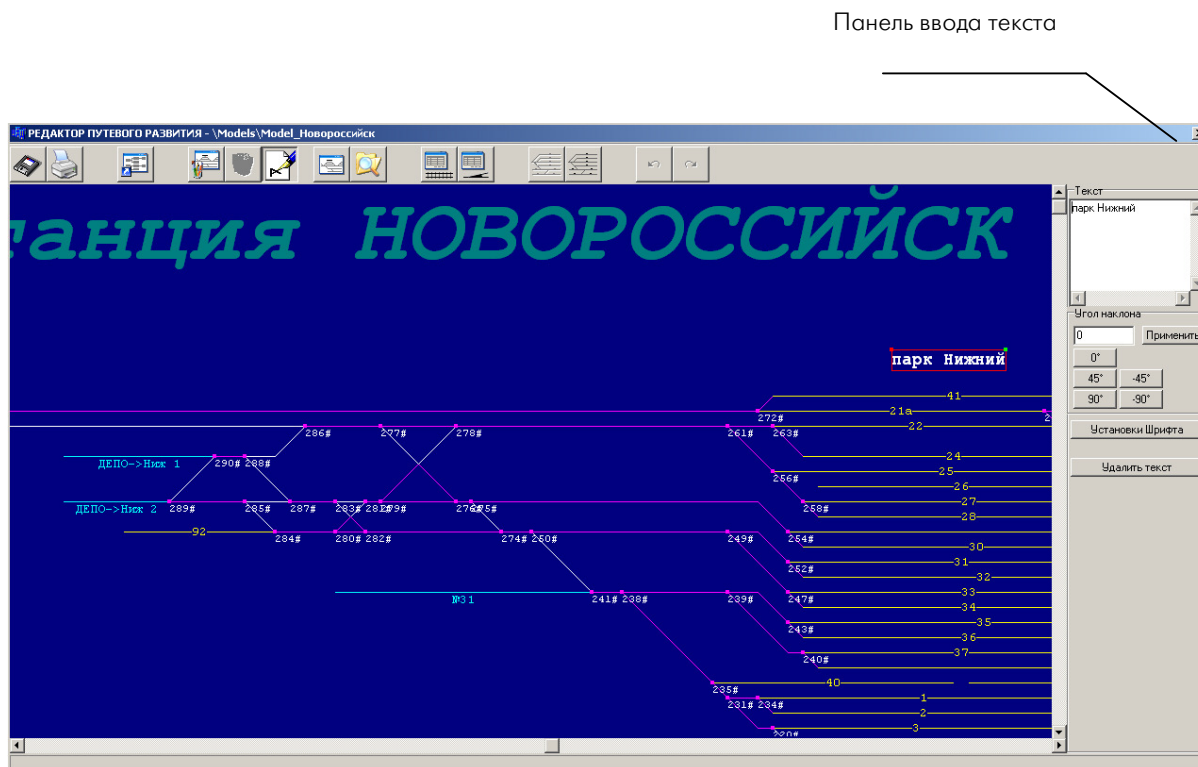 Панель ввода текста
РЕДАКТОР ПУТЕВОГО РАЗВИТИЯ - \Models\Model_Новороссийск
Текст
парк Нижний
танция НОВОРОССИЙСК
Угол наклона
0
Применить
0°
45° -45°
90° -90°
Установки Шрифта
Удалить текст
парк Нижний
41
272# 21а 2
286# 277# 278# 261# 263# 22
ДЕПО->Ниж 1 290# 288# 24
256# 25
26
ДЕПО->Ниж 2 289# 285# 287# 283# 279# 275# 258# 27
28
92 284# 280# 282# 274# 250# 249# 254#
30
252# 31
32
№31 241# 238# 239# 247# 33
34
243# 35
36
240# 37
235# 40
231# 234# 1
2
3